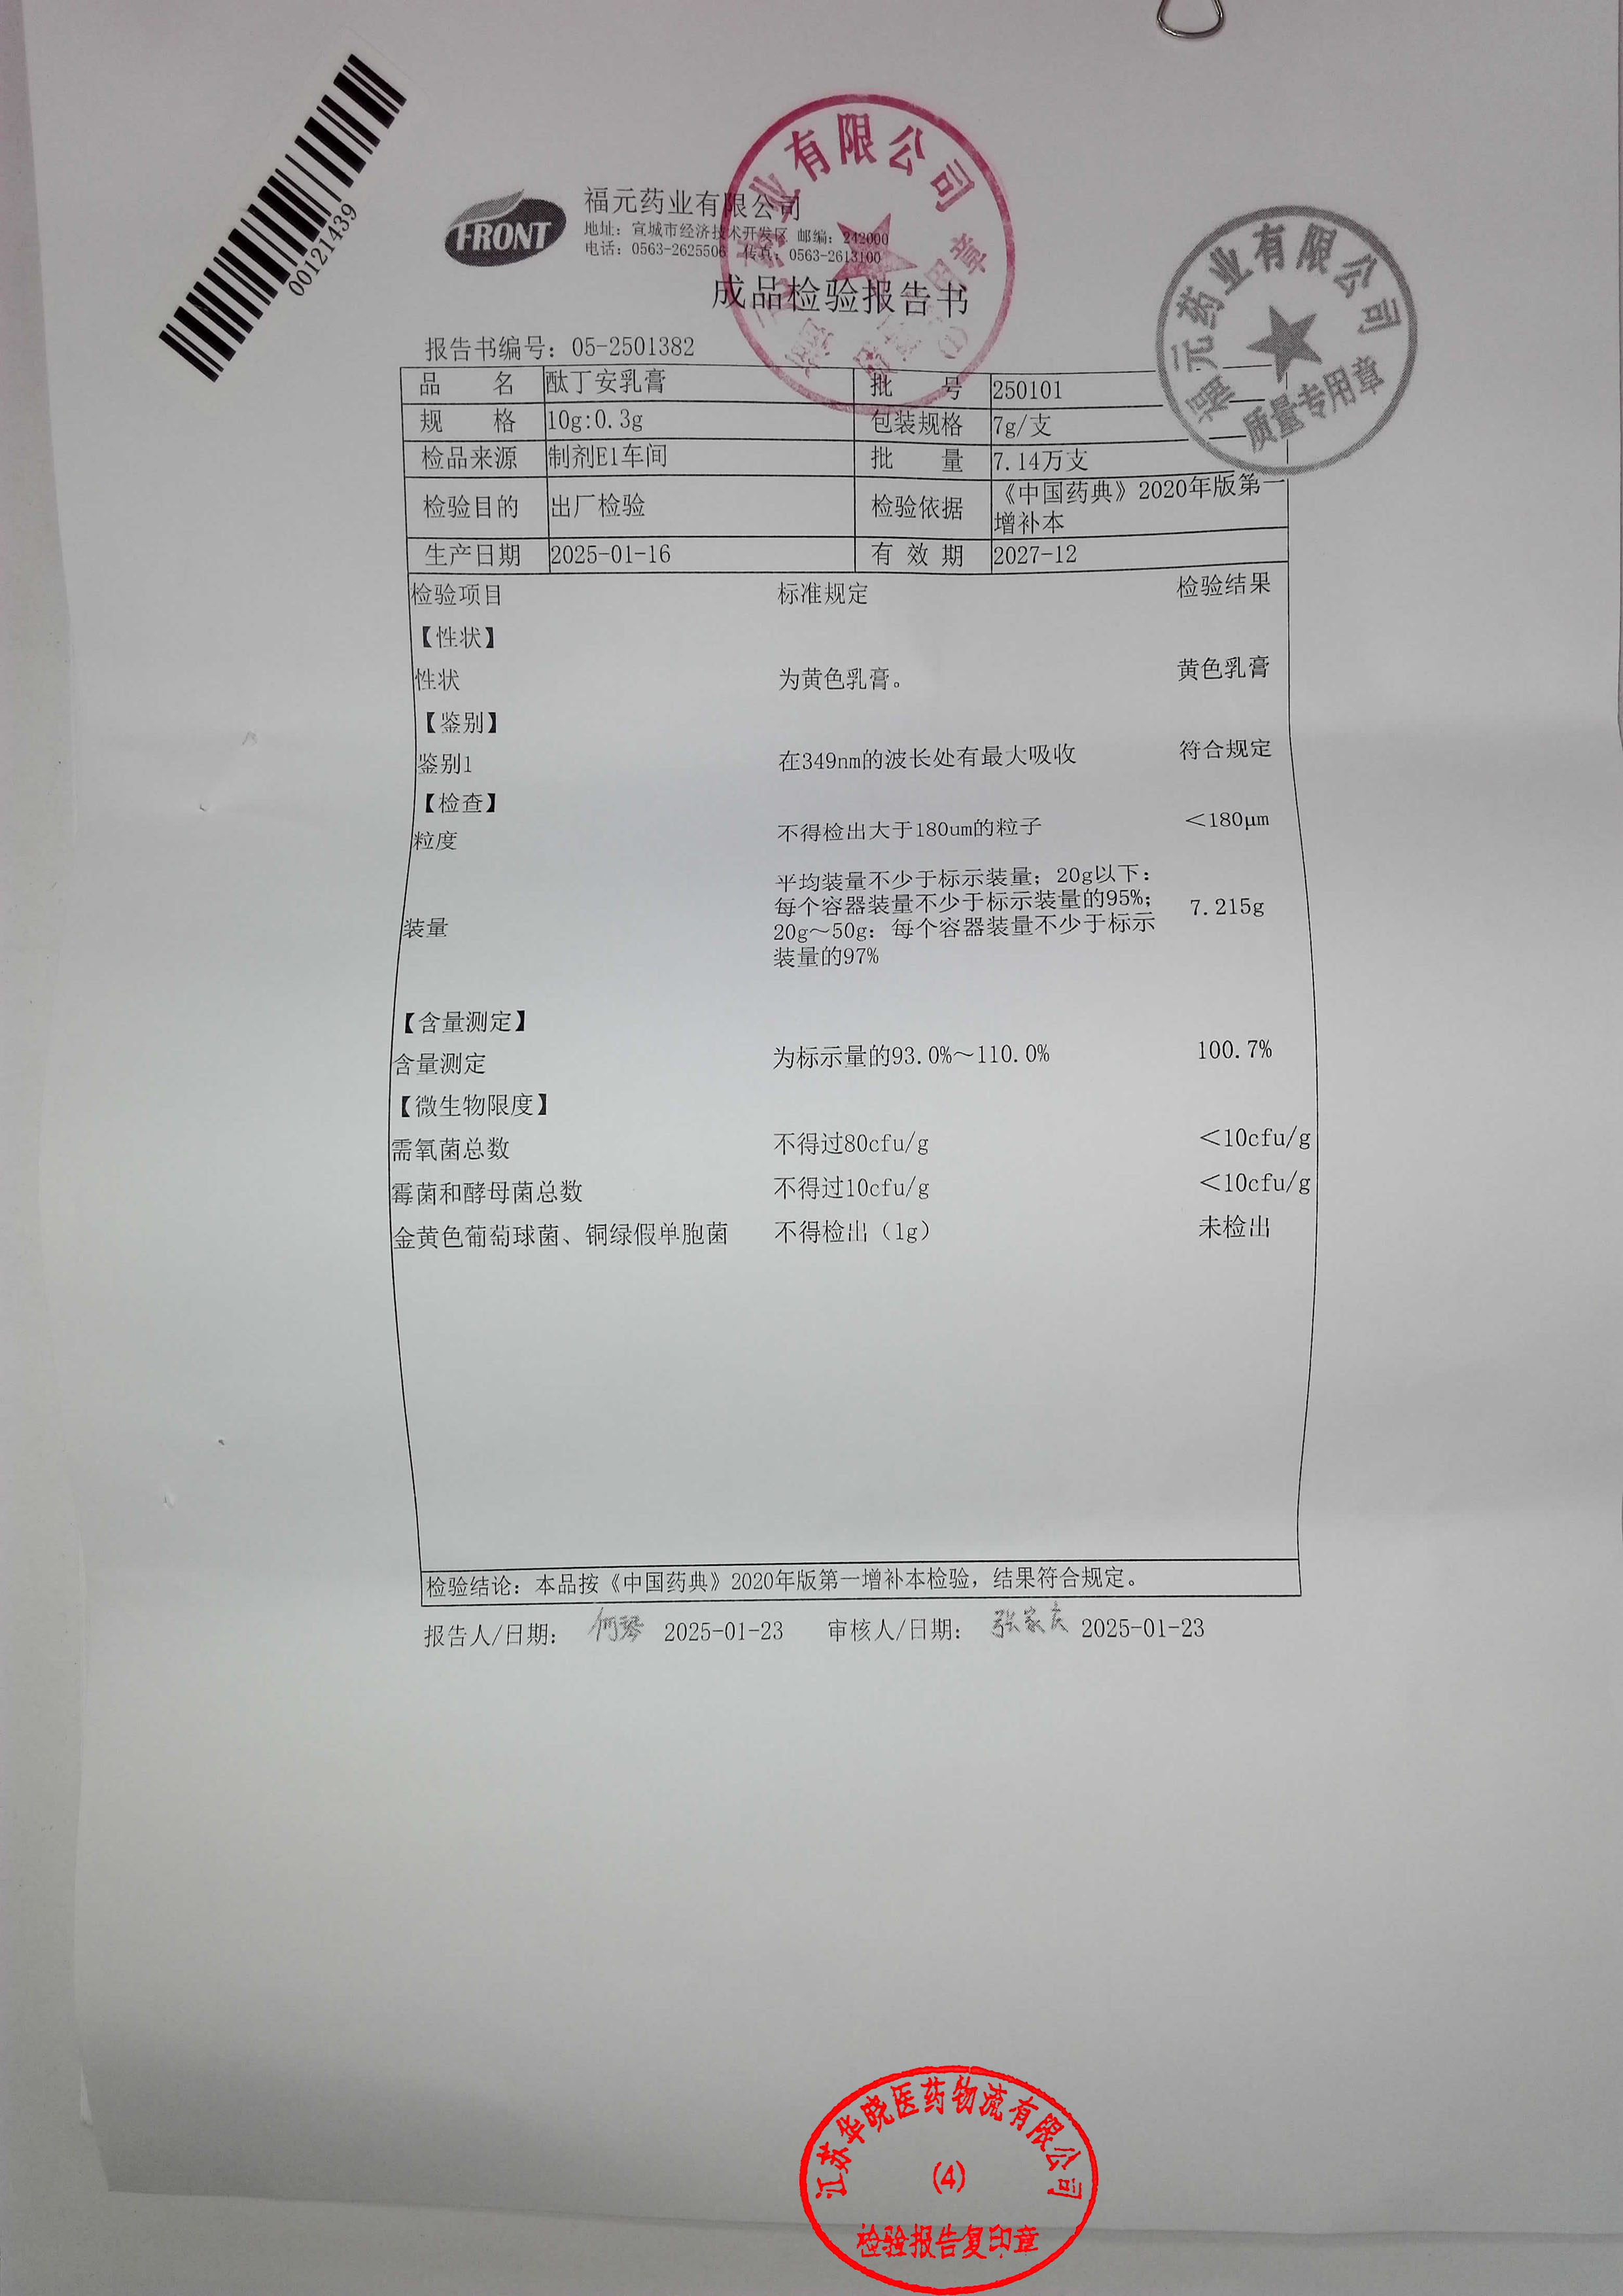 00121439
FRONT
福元药业有限公司
地址：宣城市经济技术开发区 邮编：242000
电话：0563-2625506 传真：0563-2613100
成品检验报告书
业有限公司
(1)
福元药业有限公司
质量专用章
报告书编号：05-2501382
品 名 酞丁安乳膏 批 号 250101
规 格 10g:0.3g 包装规格 7g/支
检品来源 制剂E1车间 批 量 7.14万支
检验目的 出厂检验 检验依据 《中国药典》2020年版第一
增补本
生产日期 2025-01-16 有 效 期 2027-12
检验项目 标准规定 检验结果
【性状】
性状 为黄色乳膏。 黄色乳膏
【鉴别】
鉴别1 在349nm的波长处有最大吸收 符合规定
【检查】
粒度 不得检出大于180um的粒子 ＜180μm
平均装量不少于标示装量；20g以下：
每个容器装量不少于标示装量的95%；
装量 20g～50g：每个容器装量不少于标示 7.215g
装量的97%
【含量测定】
含量测定 为标示量的93.0%～110.0% 100.7%
【微生物限度】
需氧菌总数 不得过80cfu/g ＜10cfu/g
霉菌和酵母菌总数 不得过10cfu/g ＜10cfu/g
金黄色葡萄球菌、铜绿假单胞菌 不得检出（1g） 未检出
检验结论：本品按《中国药典》2020年版第一增补本检验，结果符合规定。
报告人/日期： 何琴 2025-01-23 审核人/日期： 张家庆 2025-01-23
江苏华晓医药物流有限公司
(4)
检验报告复印章